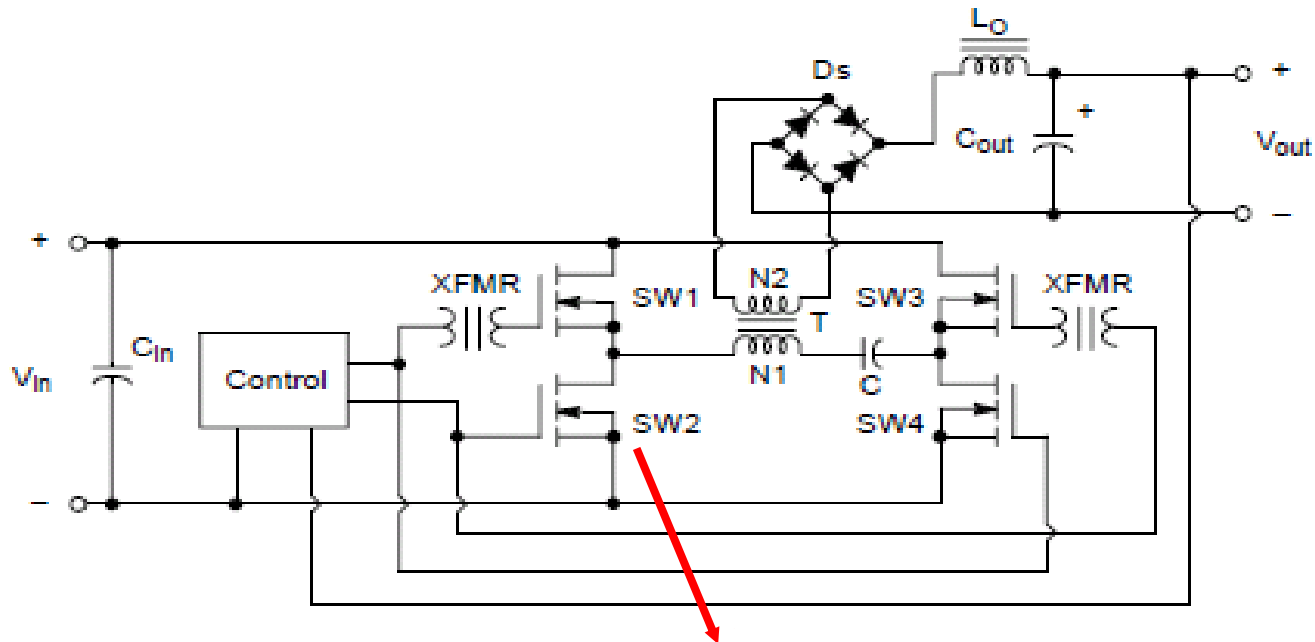 LO
Ds
+
+
Cout
Vout
–
+
XFMR
N2
SW1
SW3
XFMR
T
Cin
Vin
Control
N1
C
SW2
SW4
–